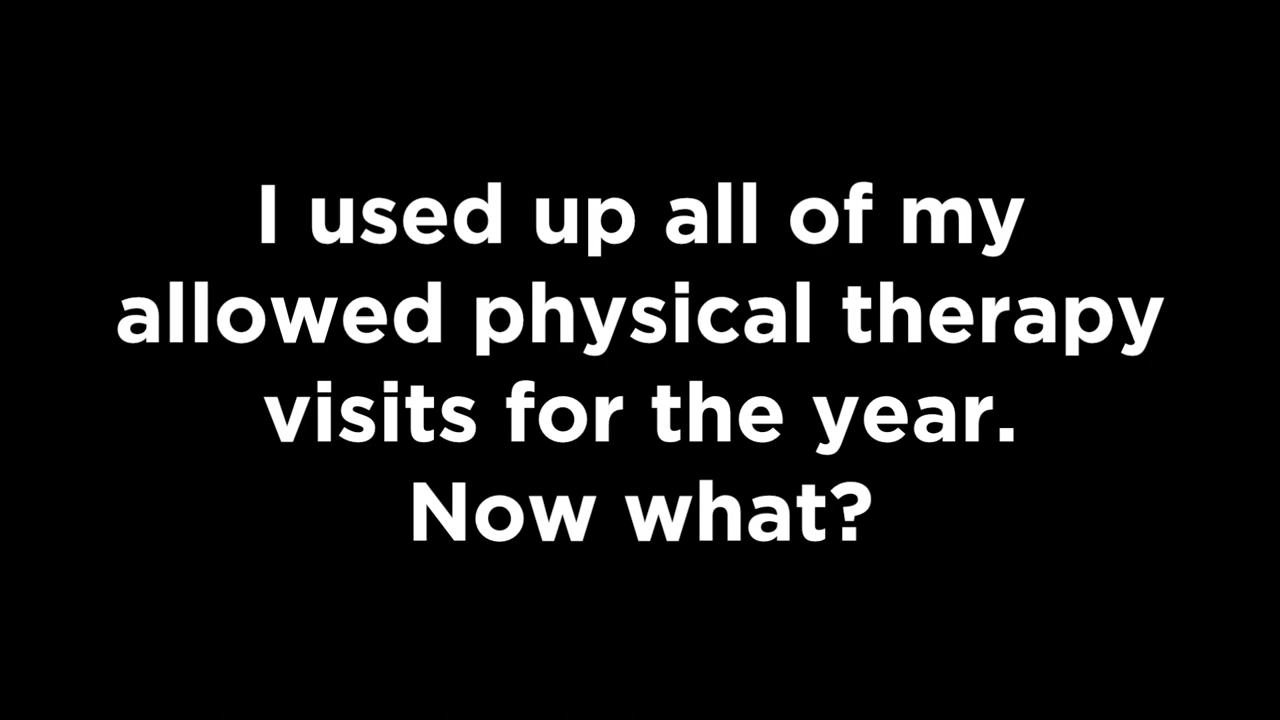 I used up all of my
allowed physical therapy
visits for the year.
Now what?